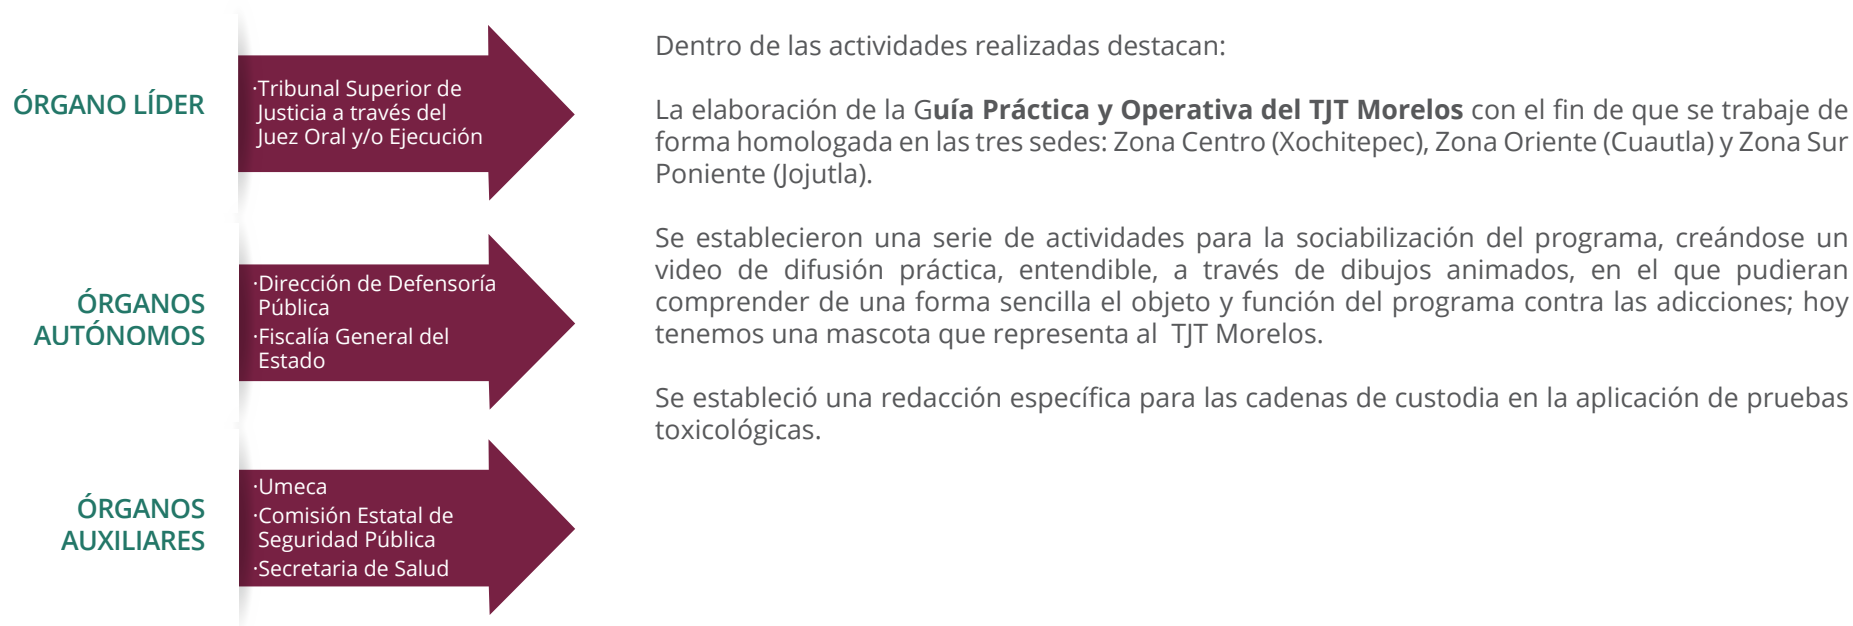 ÓRGANO LÍDER
·Tribunal Superior de
Justicia a través del
Juez Oral y/o Ejecución
ÓRGANOS
AUTÓNOMOS
·Dirección de Defensoría
Pública
·Fiscalía General del
Estado
ÓRGANOS
AUXILIARES
·Umeca
·Comisión Estatal de
Seguridad Pública
·Secretaria de Salud
Dentro de las actividades realizadas destacan:
La elaboración de la Guía Práctica y Operativa del TJT Morelos con el fin de que se trabaje de
forma homologada en las tres sedes: Zona Centro (Xochitepec), Zona Oriente (Cuautla) y Zona Sur
Poniente (Jojutla).
Se establecieron una serie de actividades para la sociabilización del programa, creándose un
video de difusión práctica, entendible, a través de dibujos animados, en el que pudieran
comprender de una forma sencilla el objeto y función del programa contra las adicciones; hoy
tenemos una mascota que representa al TJT Morelos.
Se estableció una redacción específica para las cadenas de custodia en la aplicación de pruebas
toxicológicas.